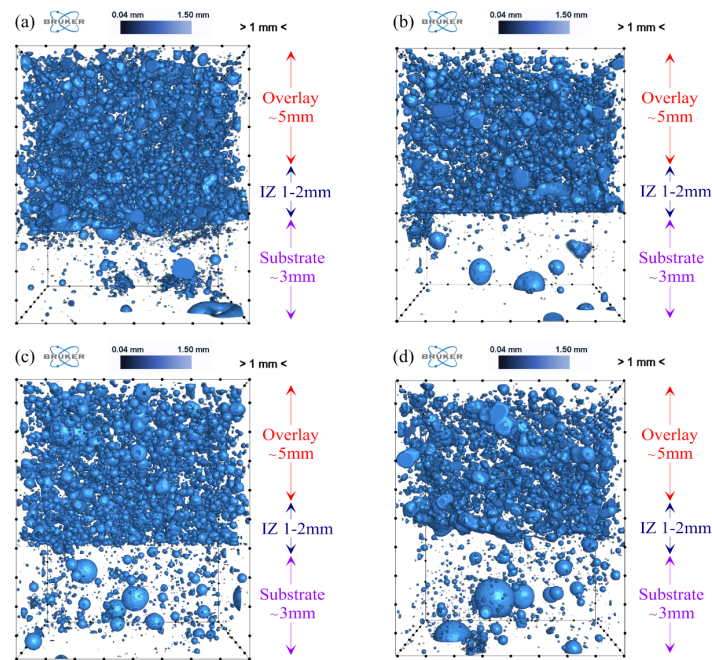 (a)
BRUKER
0.04 mm 1.50 mm
> 1 mm <
Overlay
~5mm
IZ 1-2mm
Substrate
~3mm
(b)
BRUKER
0.04 mm 1.50 mm
> 1 mm <
Overlay
~5mm
IZ 1-2mm
Substrate
~3mm
(c)
BRUKER
0.04 mm 1.50 mm
> 1 mm <
Overlay
~5mm
IZ 1-2mm
Substrate
~3mm
(d)
BRUKER
0.04 mm 1.50 mm
> 1 mm <
Overlay
~5mm
IZ 1-2mm
Substrate
~3mm